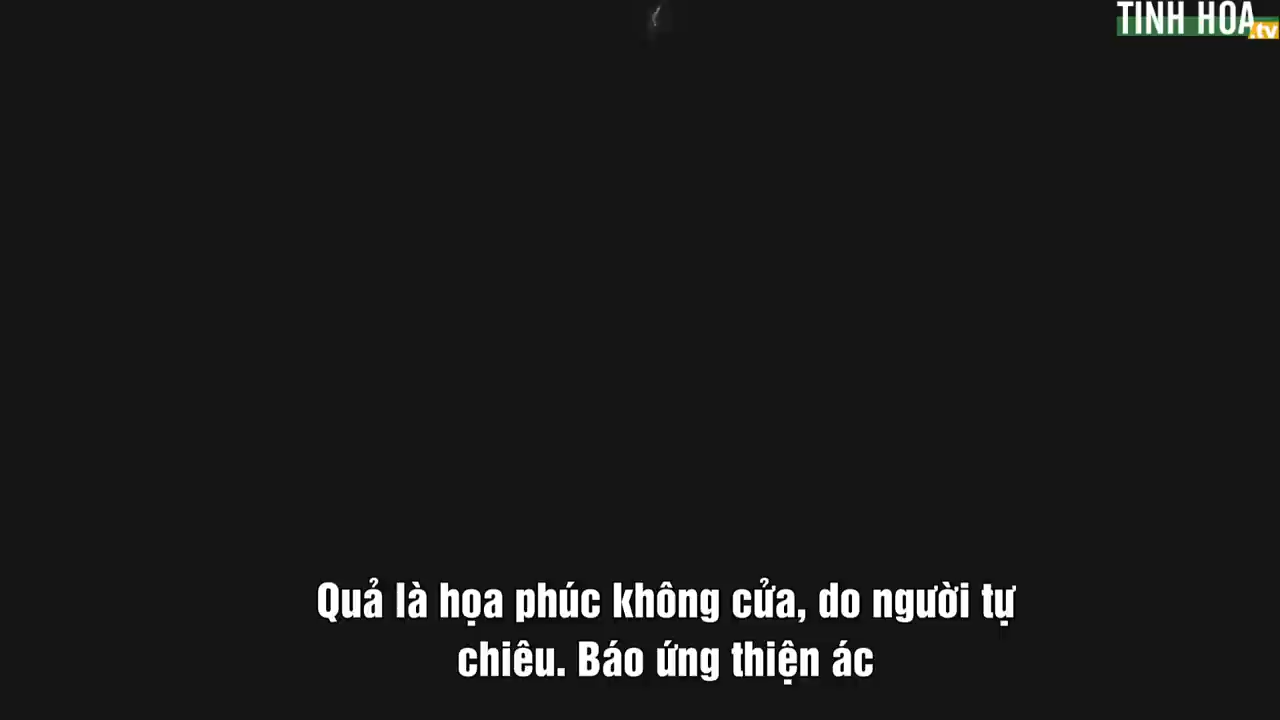 TINH HOA
.tv
Quả là họa phúc không cửa, do người tự
chiêu. Báo ứng thiện ác